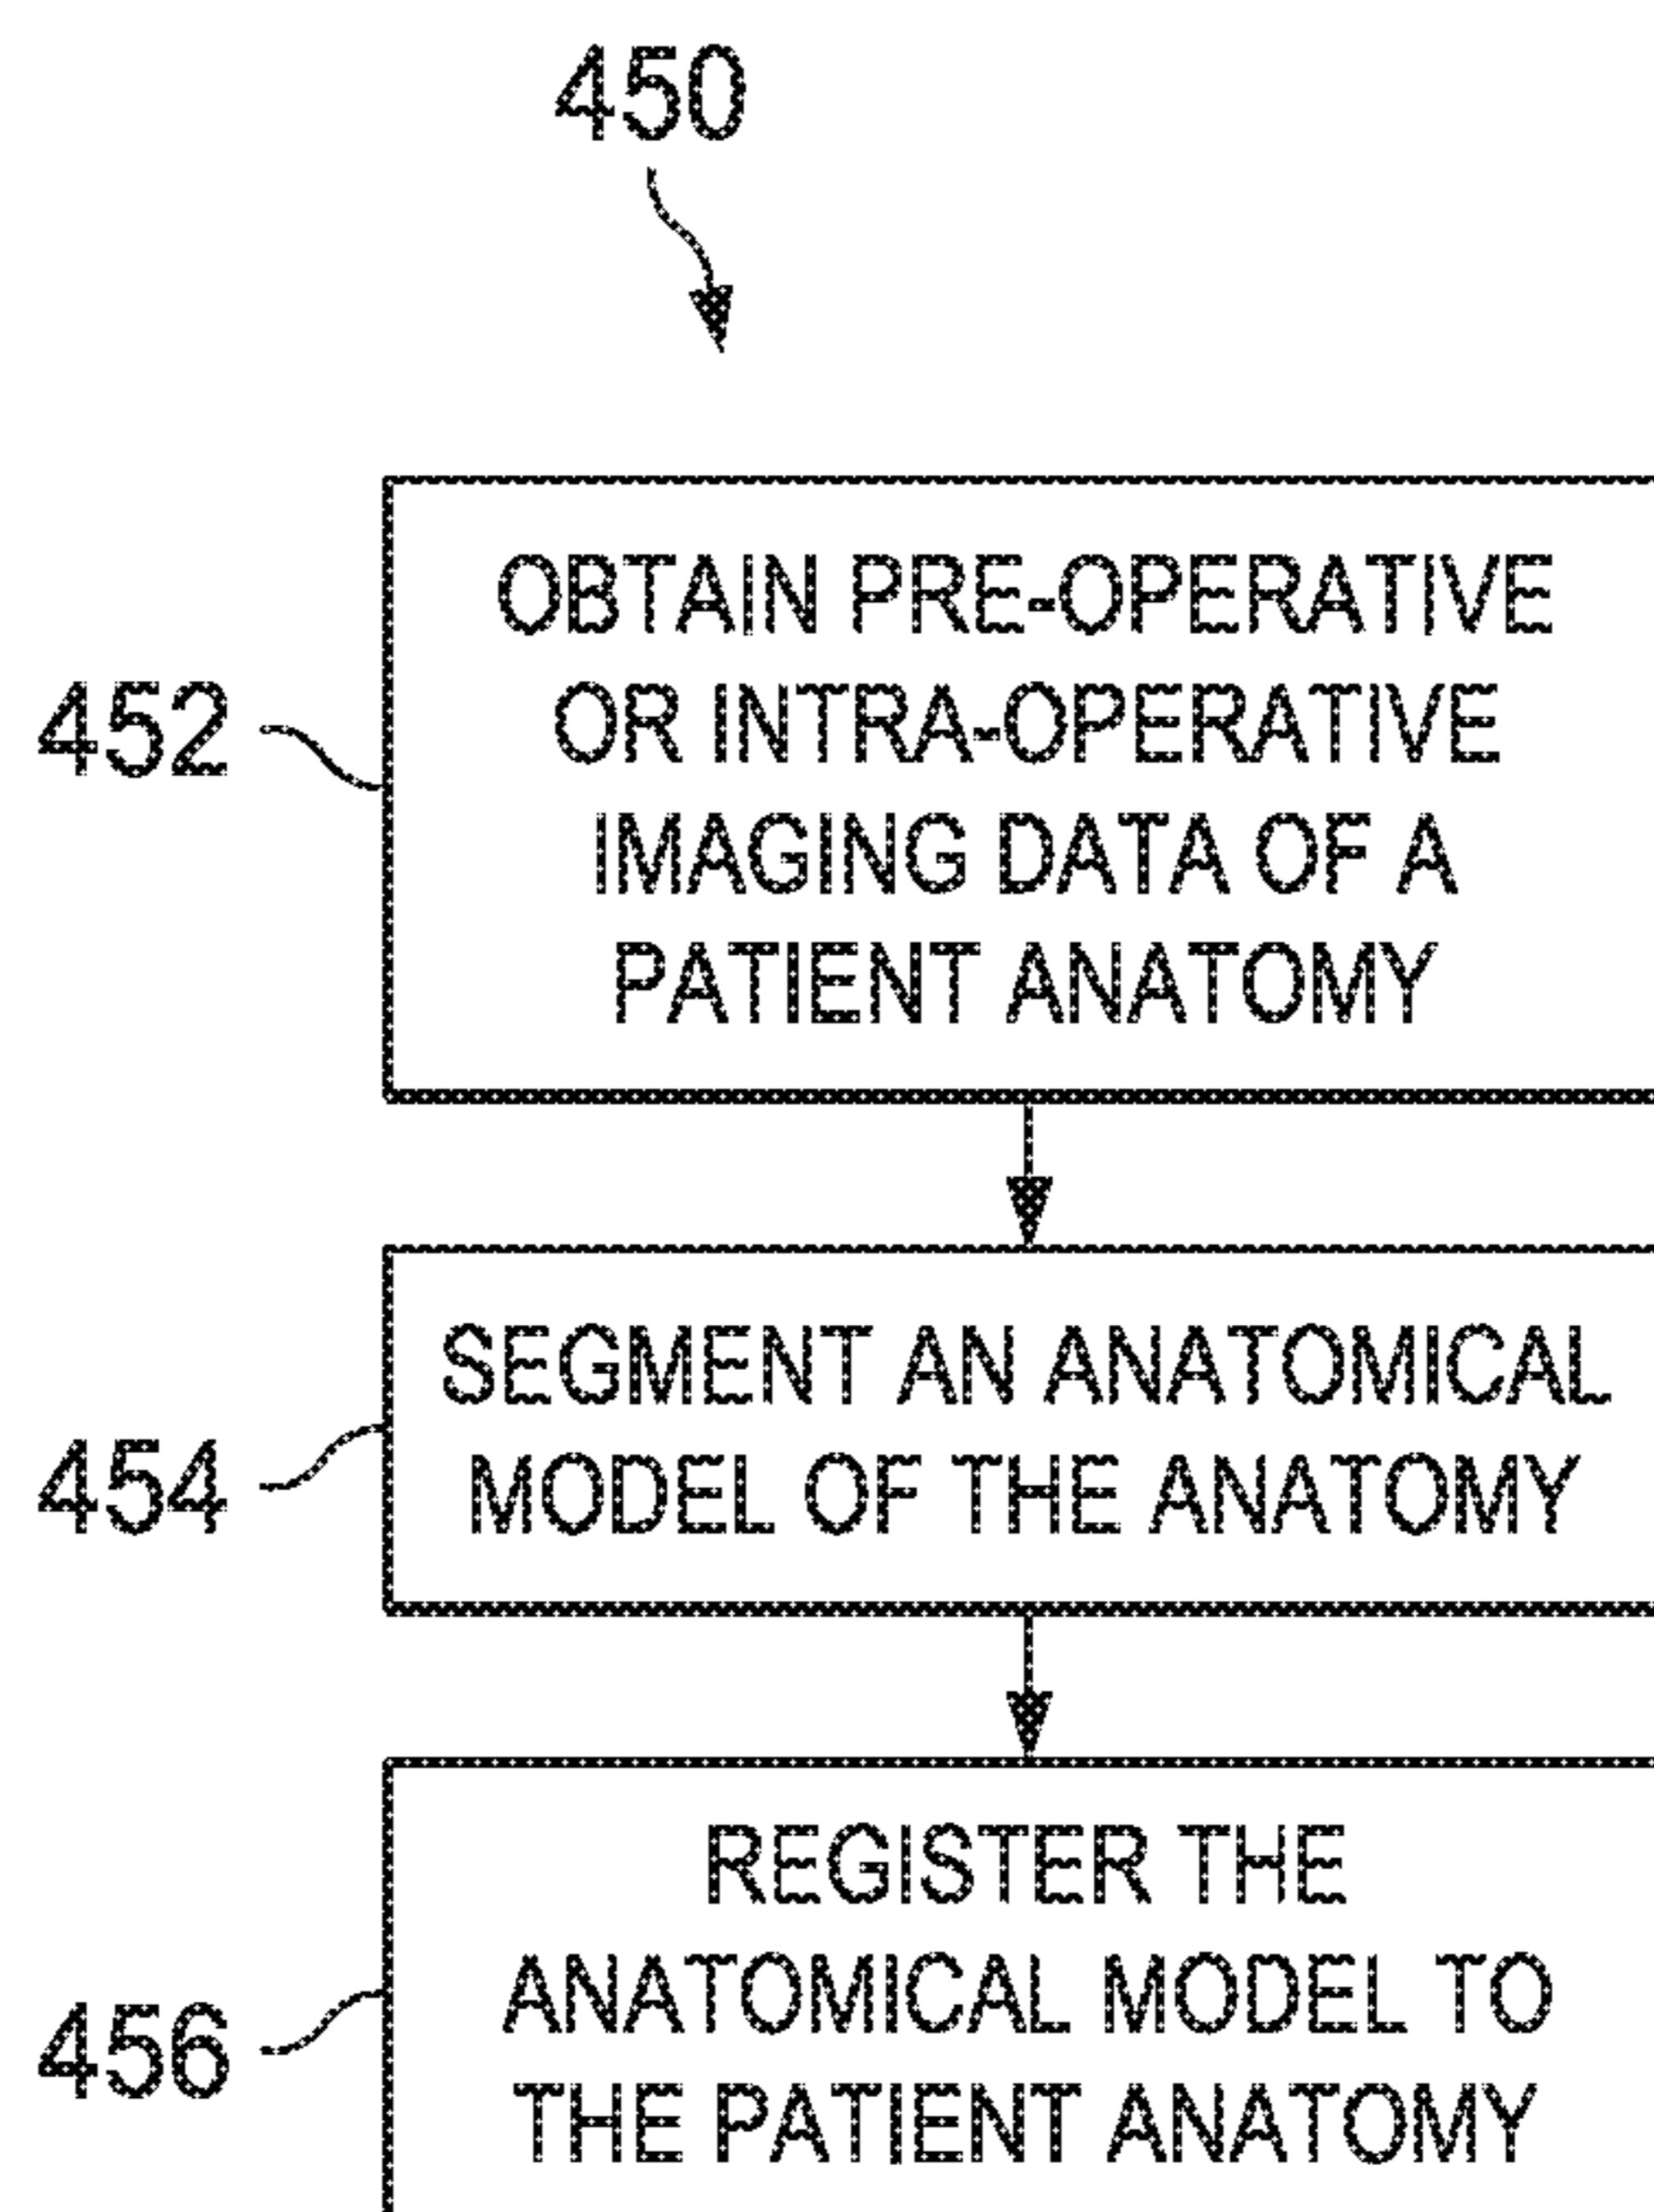 450
452
OBTAIN PRE-OPERATIVE
OR INTRA-OPERATIVE
IMAGING DATA OF A
PATIENT ANATOMY
454
SEGMENT AN ANATOMICAL
MODEL OF THE ANATOMY
456
REGISTER THE
ANATOMICAL MODEL TO
THE PATIENT ANATOMY